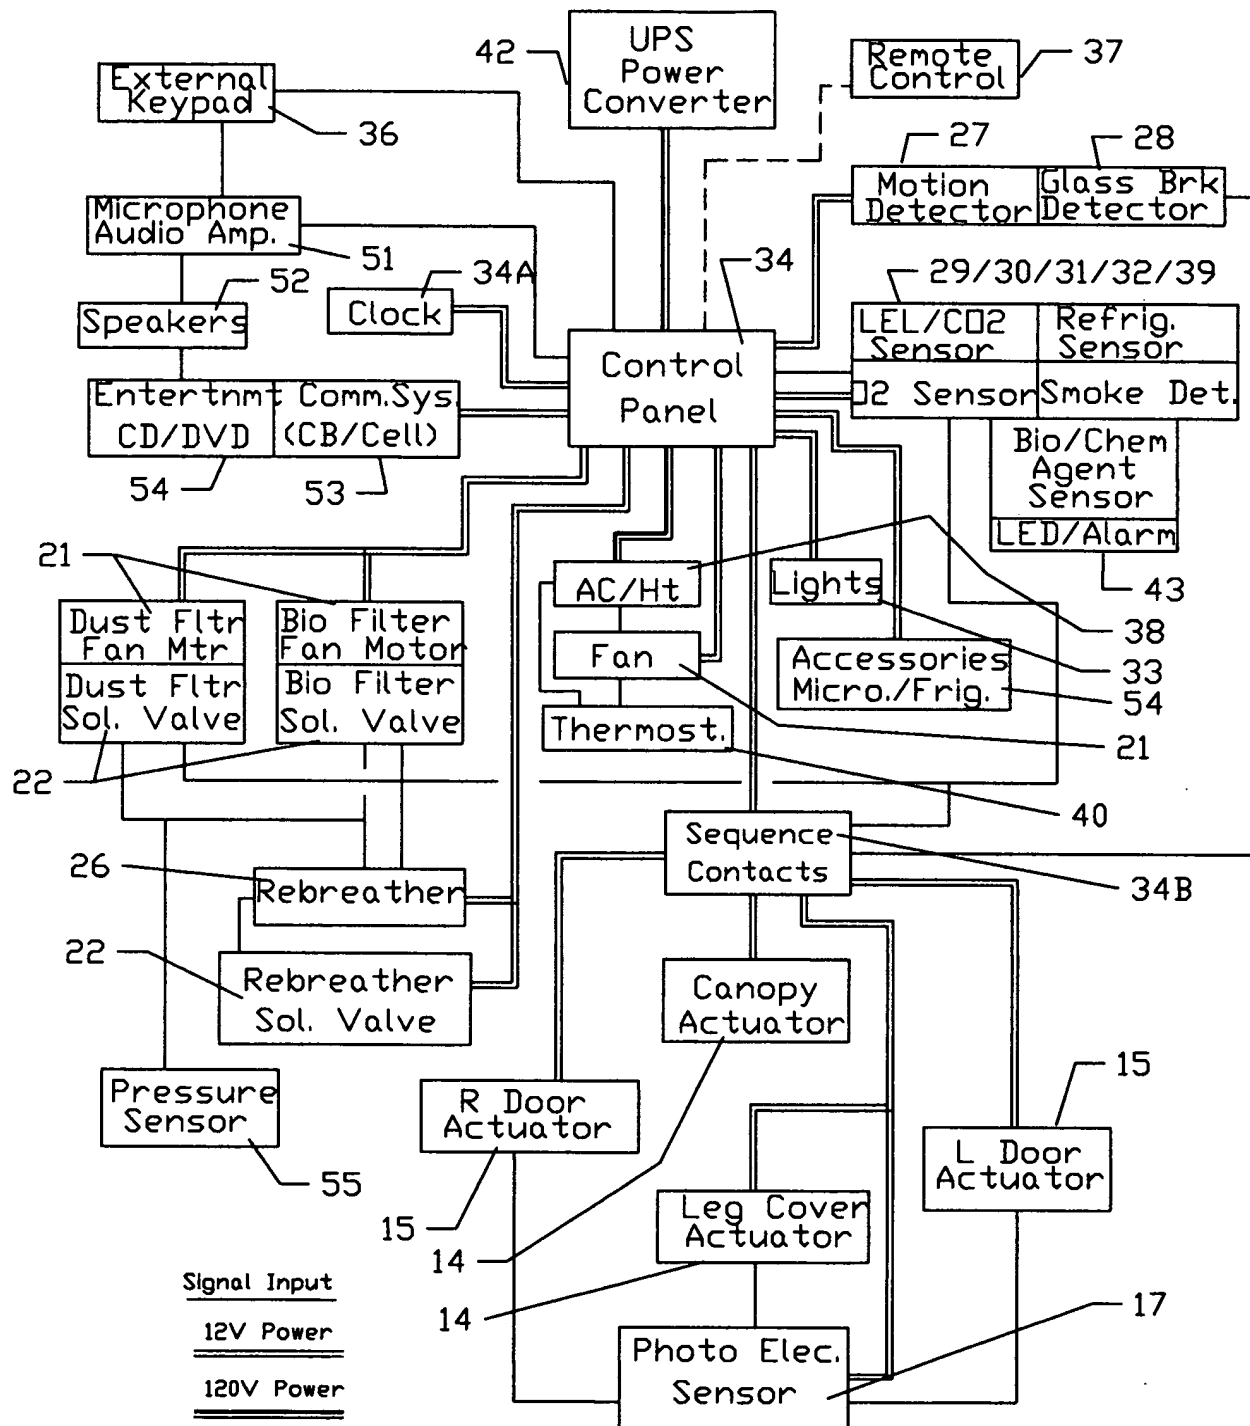 UPS
Power
Converter
42
Remote
Control
37
External
Keypad
36
27
28
Motion
Detector
Glass Brk
Detector
Microphone
Audio Amp.
51
34A
34
29/30/31/32/39
52
Clock
Speakers
LEL/CO2
Sensor
Refrig.
Sensor
Control
Panel
O2 Sensor
Smoke Det.
Entertnmt
CD/DVD
Comm.Sys.
(CB/Cell)
54
53
Bio/Chem
Agent
Sensor
LED/Alarm
43
21
AC/Ht
Lights
38
Dust Fltr
Fan Mtr
Bio Filter
Fan Motor
Fan
Accessories
Micro./Frig.
33
54
Dust Fltr
Sol. Valve
Bio Filter
Sol. Valve
Thermost.
21
22
40
Sequence
Contacts
34B
26
Rebreather
22
Rebreather
Sol. Valve
Canopy
Actuator
Pressure
Sensor
55
R Door
Actuator
15
15
L Door
Actuator
Leg Cover
Actuator
14
14
17
Photo Elec.
Sensor
Signal Input
12V Power
120V Power